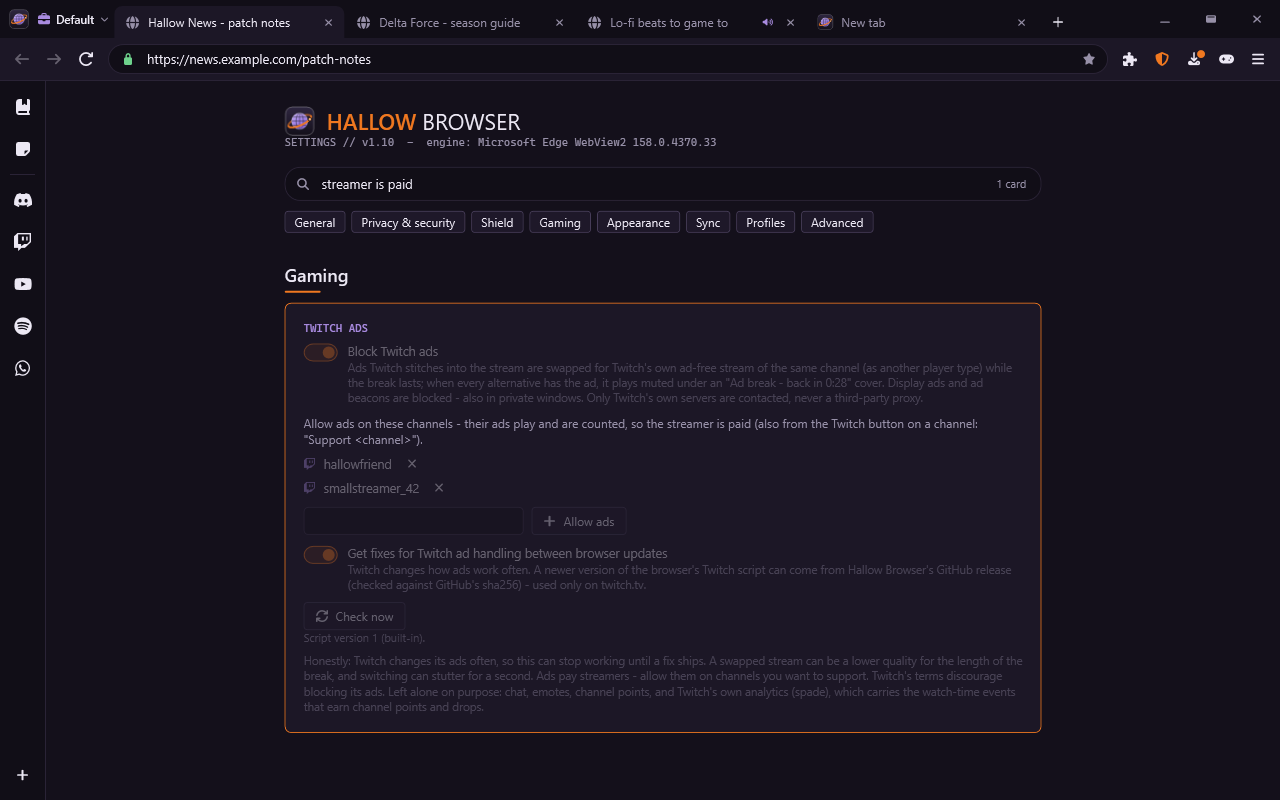 Default
Hallow News - patch notes
Delta Force - season guide
Lo-fi beats to game to
New tab
https://news.example.com/patch-notes
HALLOW BROWSER
SETTINGS // v1.10 – engine: Microsoft Edge WebView2 158.0.4370.33
streamer is paid
1 card
General
Privacy & security
Shield
Gaming
Appearance
Sync
Profiles
Advanced
Gaming
TWITCH ADS
Block Twitch ads
Ads Twitch stitches into the stream are swapped for Twitch's own ad-free stream of the same channel (as another player type) while
the break lasts; when every alternative has the ad, it plays muted under an "Ad break - back in 0:28" cover. Display ads and ad
beacons are blocked - also in private windows. Only Twitch's own servers are contacted, never a third-party proxy.
Allow ads on these channels - their ads play and are counted, so the streamer is paid (also from the Twitch button on a channel:
"Support <channel>").
hallowfriend
smallstreamer_42
Allow ads
Get fixes for Twitch ad handling between browser updates
Twitch changes how ads work often. A newer version of the browser's Twitch script can come from Hallow Browser's GitHub release
(checked against GitHub's sha256) - used only on twitch.tv.
Check now
Script version 1 (built-in).
Honestly: Twitch changes its ads often, so this can stop working until a fix ships. A swapped stream can be a lower quality for the length of the
break, and switching can stutter for a second. Ads pay streamers - allow them on channels you want to support. Twitch's terms discourage
blocking its ads. Left alone on purpose: chat, emotes, channel points, and Twitch's own analytics (spade), which carries the watch-time events
that earn channel points and drops.